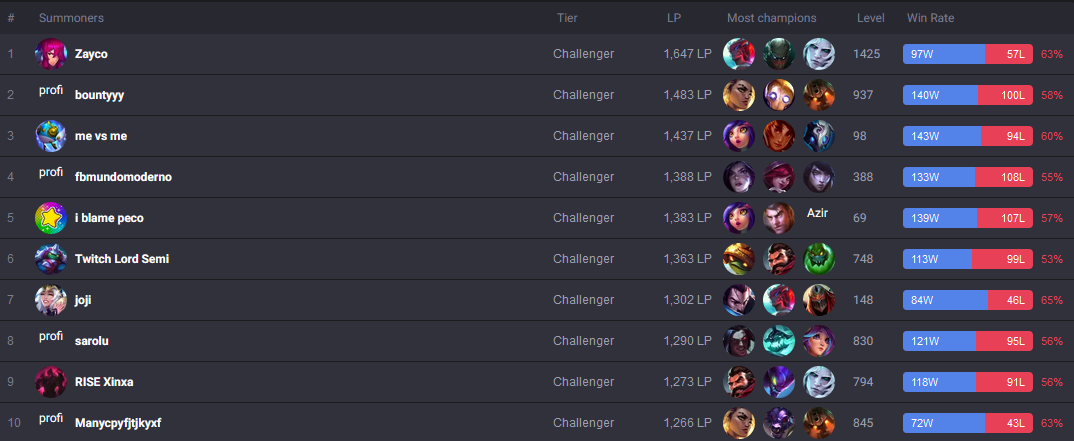 # Summoners Tier LP Most champions Level Win Rate
1 Zayco Challenger 1,647 LP 1425 97W 57L 63%
2 profi bountyyy Challenger 1,483 LP 937 140W 100L 58%
3 me vs me Challenger 1,437 LP 98 143W 94L 60%
4 profi fbmundomoderno Challenger 1,388 LP 388 133W 108L 55%
5 i blame peco Challenger 1,383 LP Azir 69 139W 107L 57%
6 Twitch Lord Semi Challenger 1,363 LP 748 113W 99L 53%
7 joji Challenger 1,302 LP 148 84W 46L 65%
8 profi sarolu Challenger 1,290 LP 830 121W 95L 56%
9 RISE Xinxa Challenger 1,273 LP 794 118W 91L 56%
10 profi Manycpyfjtjkyxf Challenger 1,266 LP 845 72W 43L 63%